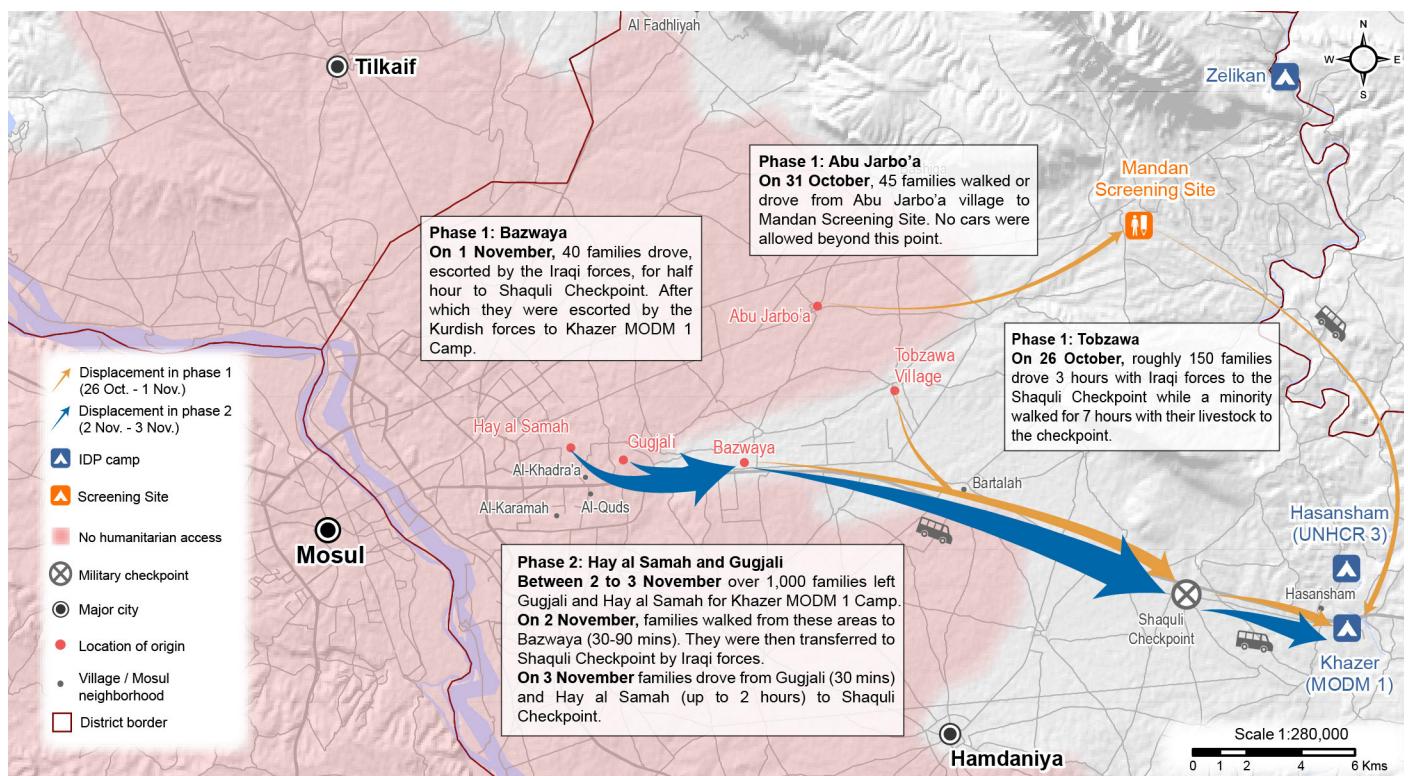 Al Fadhliyah
Tilkaif
N
W
E
S
Zelikan
Mandan
Screening Site
Phase 1: Abu Jarbo’a
On 31 October, 45 families walked or
drove from Abu Jarbo’a village to
Mandan Screening Site. No cars were
allowed beyond this point.
Phase 1: Bazwaya
On 1 November, 40 families drove,
escorted by the Iraqi forces, for half
hour to Shaquli Checkpoint. After
which they were escorted by the
Kurdish forces to Khazer MODM 1
Camp.
Abu Jarbo'a
Phase 1: Tobzawa
On 26 October, roughly 150 families
drove 3 hours with Iraqi forces to the
Shaquli Checkpoint while a minority
walked for 7 hours with their livestock to
the checkpoint.
Tobzawa
Village
Displacement in phase 1
(26 Oct. - 1 Nov.)
Displacement in phase 2
(2 Nov. - 3 Nov.)
IDP camp
Screening Site
No humanitarian access
Military checkpoint
Major city
Location of origin
Village / Mosul
neighborhood
District border
Hay al Samah
Gugjali
Bazwaya
Al-Khadra'a
Al-Quds
Al-Karamah
Bartalah
Mosul
Hasansham
(UNHCR 3)
Hasansham
Shaquli
Checkpoint
Khazer
(MODM 1)
Phase 2: Hay al Samah and Gugjali
Between 2 to 3 November over 1,000 families left
Gugjali and Hay al Samah for Khazer MODM 1 Camp.
On 2 November, families walked from these areas to
Bazwaya (30-90 mins). They were then transferred to
Shaquli Checkpoint by Iraqi forces.
On 3 November families drove from Gugjali (30 mins)
and Hay al Samah (up to 2 hours) to Shaquli
Checkpoint.
Hamdaniya
Scale 1:280,000
0 1 2 4 6 Kms